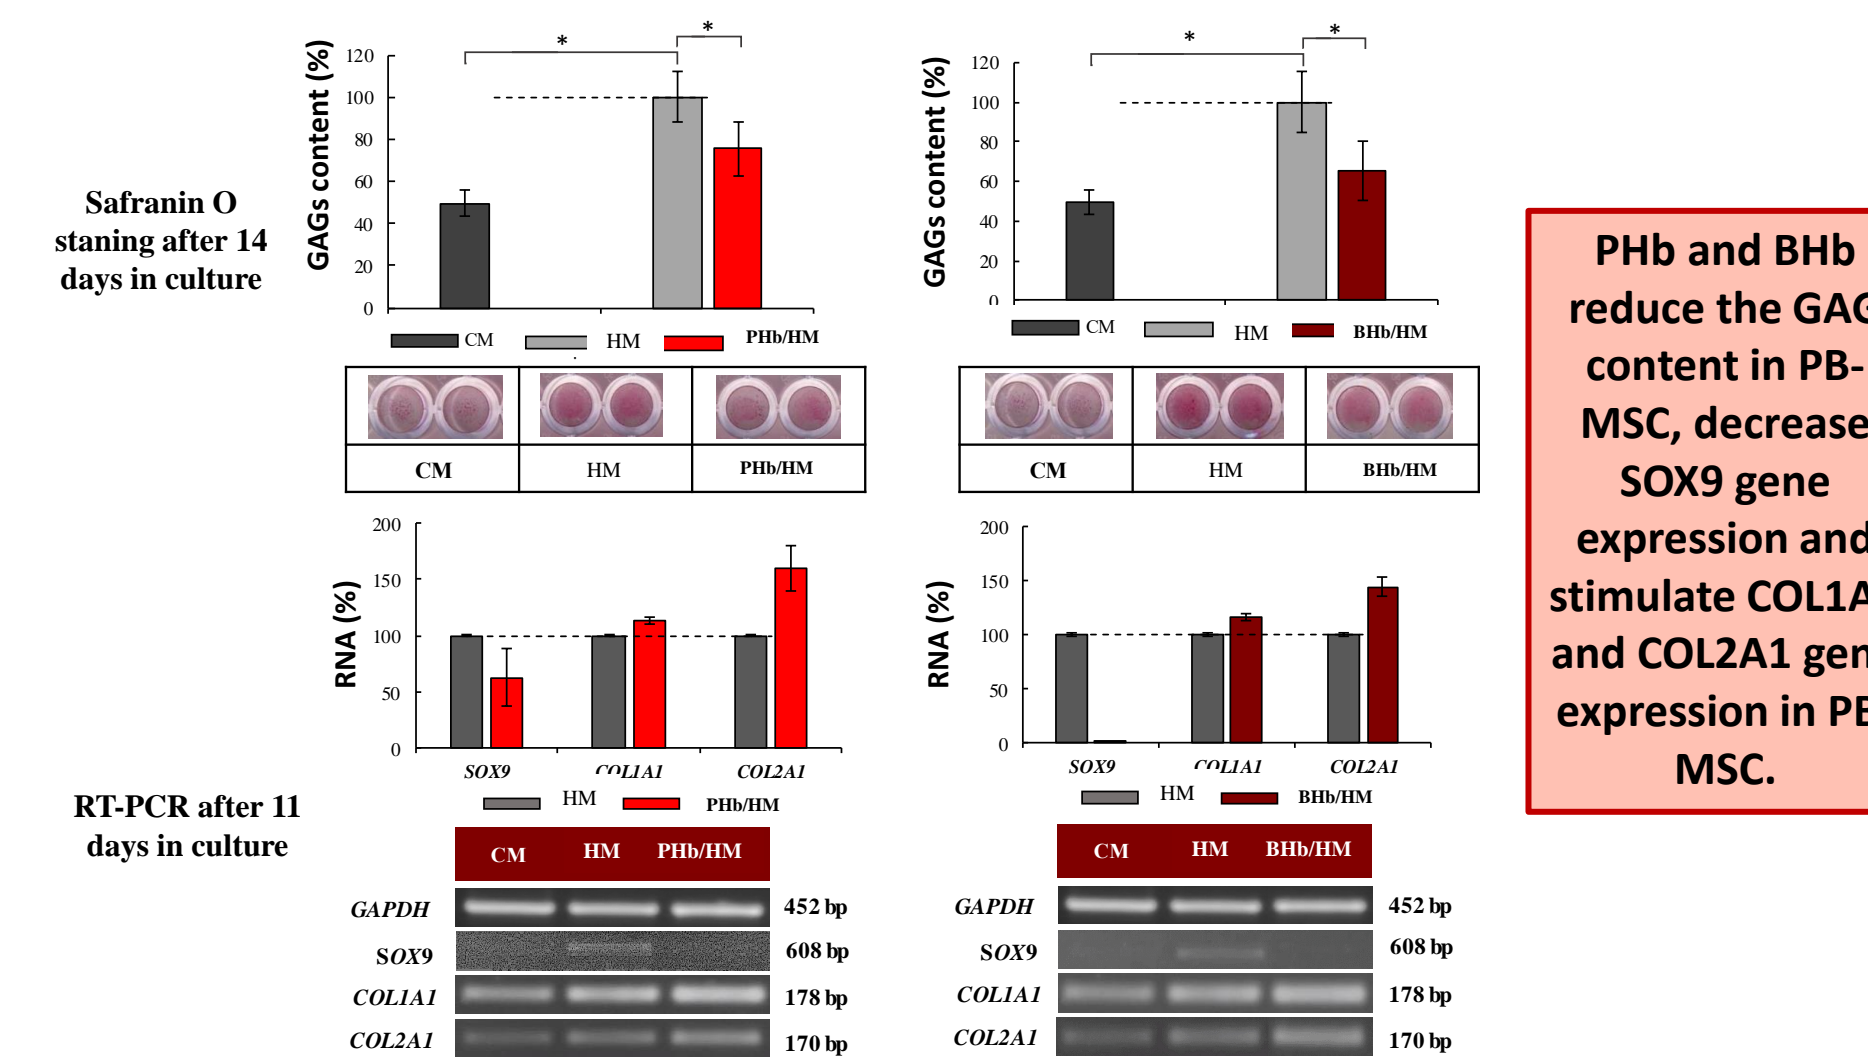 Safranin O
staning after 14
days in culture
GAGs content (%)
120
100
80
60
40
20
0
*
*
CM
HM
PHb/HM
GAGs content (%)
120
100
80
60
40
20
0
*
*
CM
HM
BHb/HM
CM
HM
PHb/HM
CM
HM
BHb/HM
RT-PCR after 11
days in culture
RNA (%)
200
150
100
50
0
SOX9
COL1A1
COL2A1
HM
PHb/HM
RNA (%)
200
150
100
50
0
SOX9
COL1A1
COL2A1
HM
BHb/HM
CM HM PHb/HM
GAPDH 452 bp
SOX9 608 bp
COL1A1 178 bp
COL2A1 170 bp
CM HM BHb/HM
GAPDH 452 bp
SOX9 608 bp
COL1A1 178 bp
COL2A1 170 bp
PHb and BHb
reduce the GAG
content in PB-
MSC, decrease
SOX9 gene
expression and
stimulate COL1A
and COL2A1 gen
expression in PB
MSC.